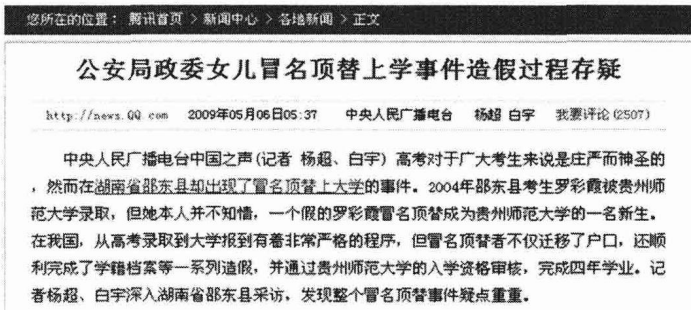 您所在的位置： 腾讯首页 > 新闻中心 > 各地新闻 > 正文
公安局政委女儿冒名顶替上学事件造假过程存疑
http://news.QQ.com 2009年05月06日05:37 中央人民广播电台 杨超 白宇 我要评论(2507)
中央人民广播电台中国之声(记者 杨超、白宇) 高考对于广大考生来说是庄严而神圣的
，然而在湖南省邵东县却出现了冒名顶替上大学的事件。2004年邵东县考生罗彩霞被贵州师
范大学录取，但她本人并不知情，一个假的罗彩霞冒名顶替成为贵州师范大学的一名新生。
在我国，从高考录取到大学报到有着非常严格的程序，但冒名顶替者不仅迁移了户口，还顺
利完成了学籍档案等一系列造假，并通过贵州师范大学的入学资格审核，完成四年学业。记
者杨超、白宇深入湖南省邵东县采访，发现整个冒名顶替事件疑点重重。